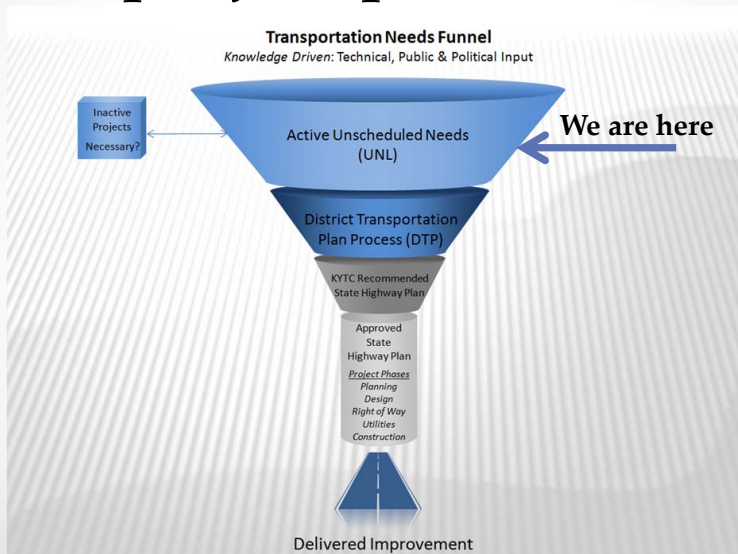 Transportation Needs Funnel
Knowledge Driven: Technical, Public & Political Input
Inactive
Projects
Necessary?
Active Unscheduled Needs
(UNL)
We are here
District Transportation
Plan Process (DTP)
KYTC Recommended
State Highway Plan
Approved
State
Highway Plan
Project Phases
Planning
Design
Right of Way
Utilities
Construction
Delivered Improvement